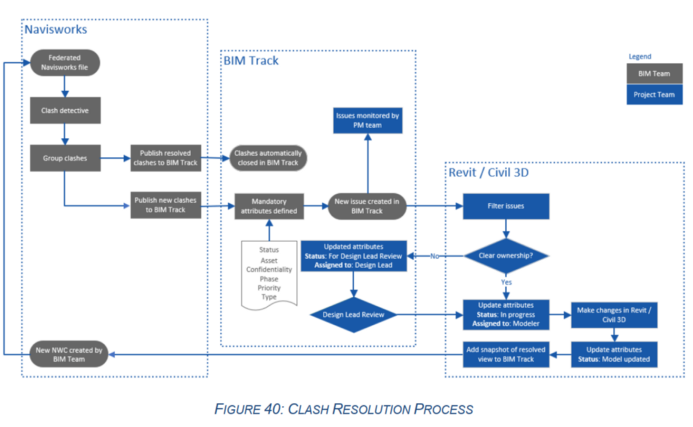 Navisworks
Federated
Navisworks file
Clash detective
Group clashes
Publish resolved
clashes to BIM Track
Publish new clashes
to BIM Track
New NWC created by
BIM Team
BIM Track
Issues monitored by
PM team
Clashes automatically
closed in BIM Track
Mandatory
attributes defined
New issue created in
BIM Track
Status
Asset
Confidentiality
Phase
Priority
Type
Updated attributes
Status: For Design Lead Review
Assigned to: Design Lead
Design Lead Review
Legend
BIM Team
Project Team
Revit / Civil 3D
Filter issues
Clear ownership?
No
Yes
Update attributes
Status: In progress
Assigned to: Modeler
Make changes in Revit /
Civil 3D
Update attributes
Status: Model updated
Add snapshot of resolved
view to BIM Track
FIGURE 40: CLASH RESOLUTION PROCESS